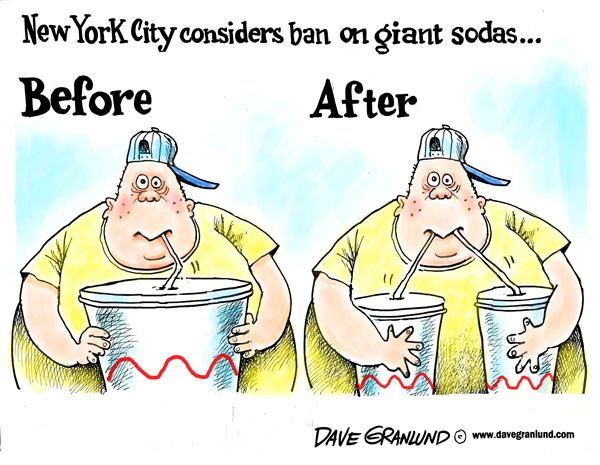 New York City considers ban on giant sodas...
Before After
DAVE GRANLUND © www.davegranlund.com